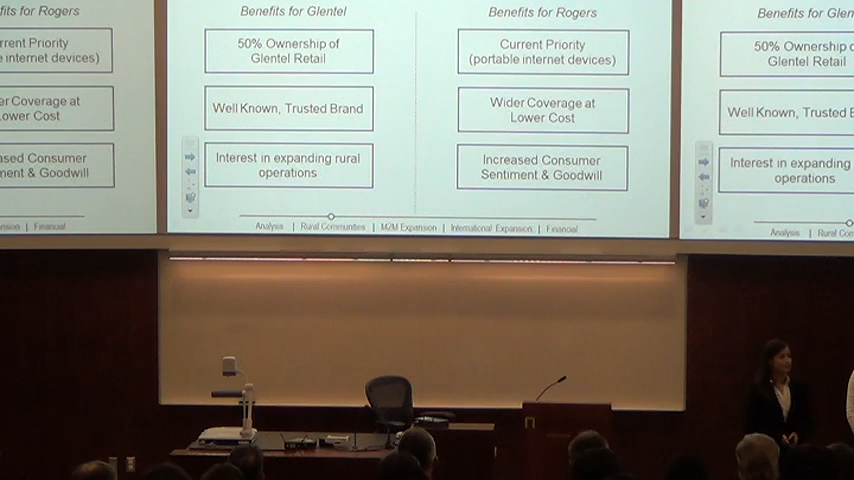 fits for Rogers
rrent Priority
internet devices)
er Coverage at
ower Cost
ased Consumer
ment & Goodwill
nsion | Financial
Benefits for Glentel
50% Ownership of
Glentel Retail
Well Known, Trusted Brand
Interest in expanding rural
operations
Benefits for Rogers
Current Priority
(portable internet devices)
Wider Coverage at
Lower Cost
Increased Consumer
Sentiment & Goodwill
Analysis | Rural Communities | M2M Expansion | International Expansion | Financial
Benefits for Glen
50% Ownership o
Glentel Retail
Well Known, Trusted B
Interest in expanding
operations
Analysis | Rural Com